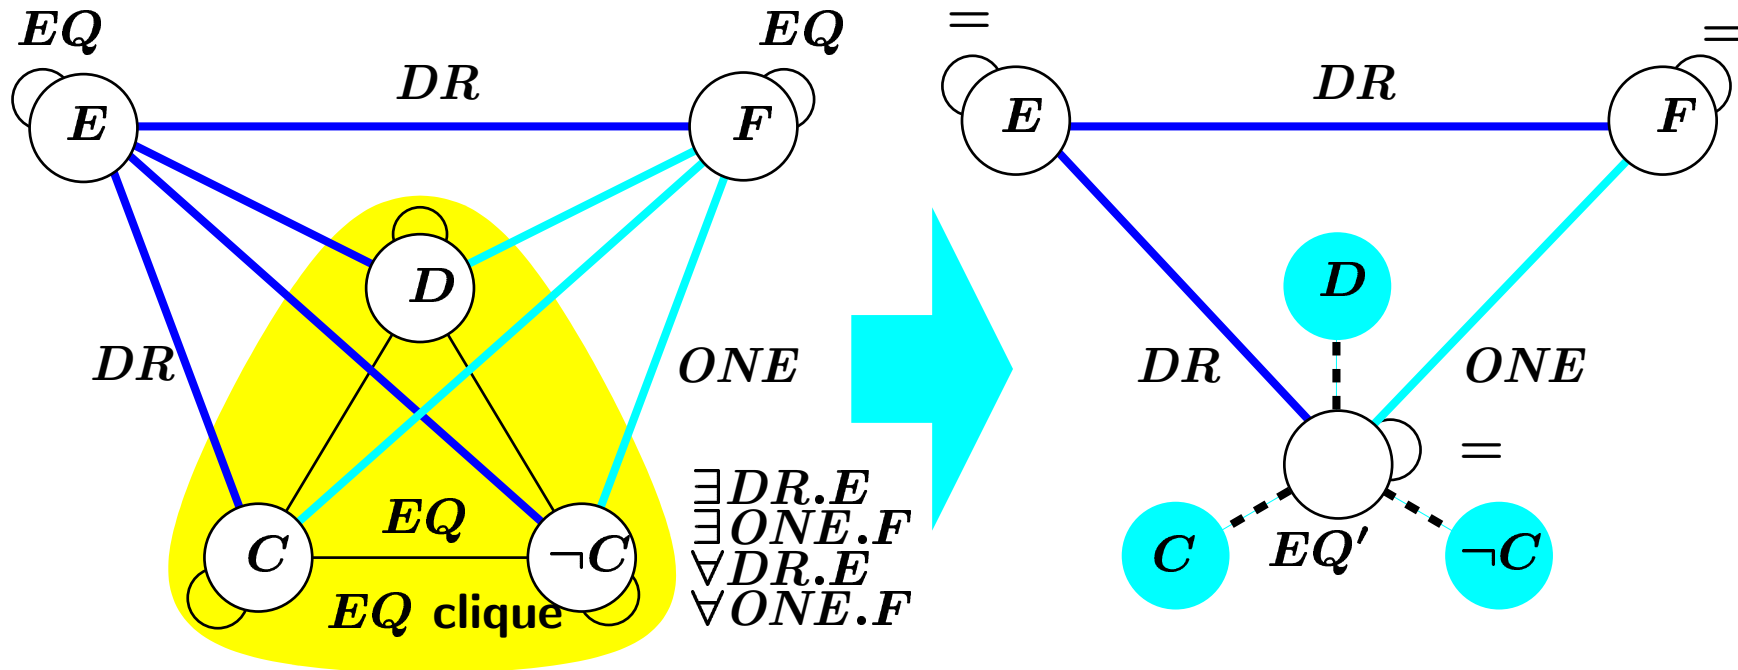 EQ
EQ
DR
E
F
D
DR
ONE
EQ
C
¬C
EQ clique
∃DR.E
∃ONE.F
∀DR.E
∀ONE.F
=
=
DR
E
F
D
DR
ONE
=
EQ′
C
¬C